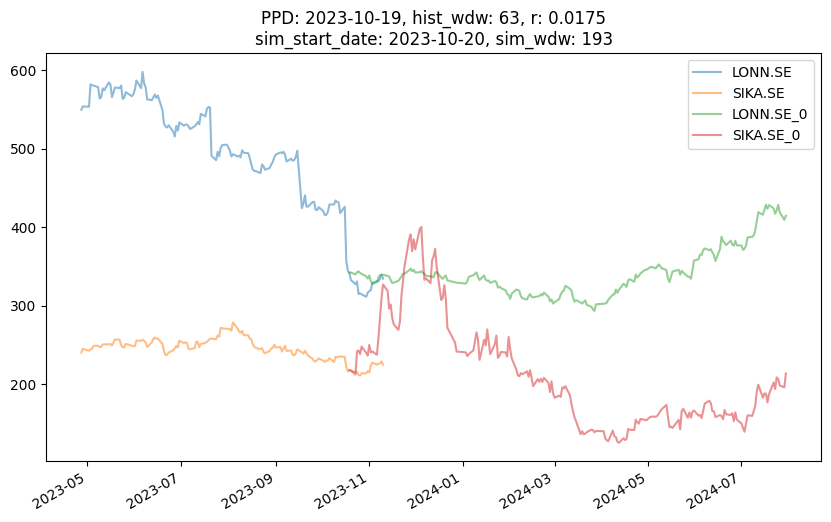 PPD: 2023-10-19, hist_wdw: 63, r: 0.0175
sim_start_date: 2023-10-20, sim_wdw: 193
LONN.SE
SIKA.SE
LONN.SE_0
SIKA.SE_0
600
500
400
300
200
2023-05
2023-07
2023-09
2023-11
2024-01
2024-03
2024-05
2024-07